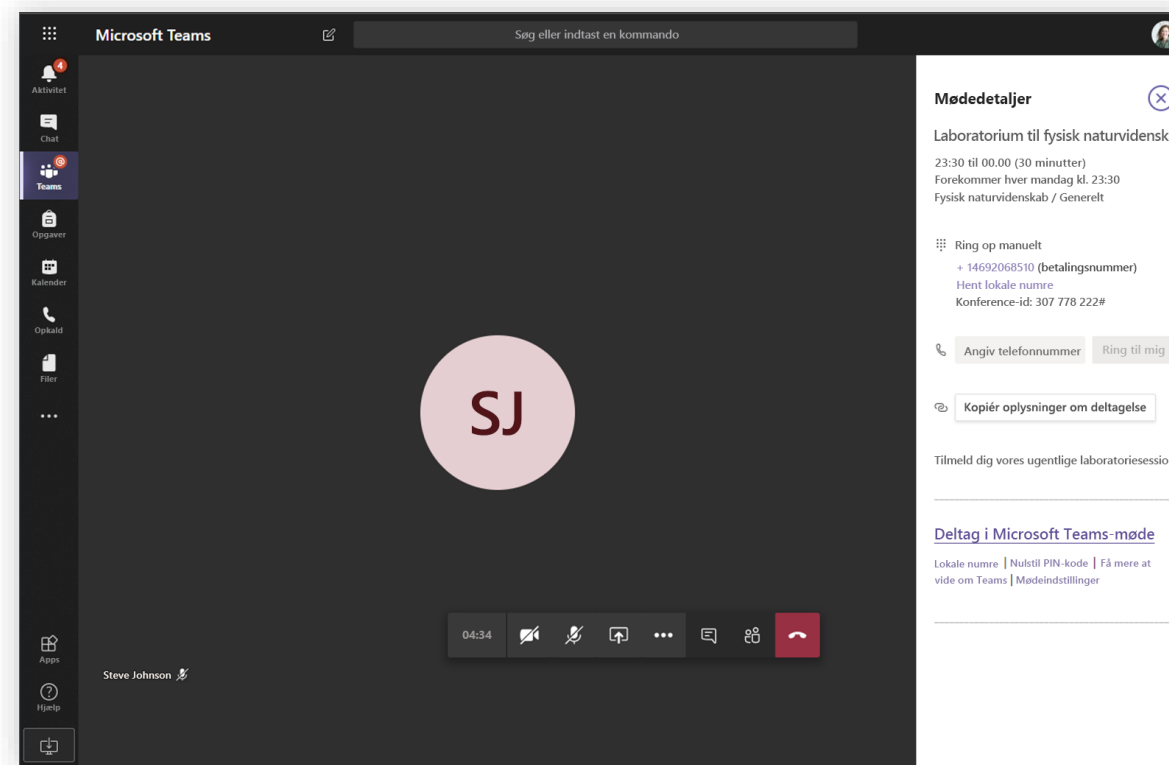 Microsoft Teams
Søg eller indtast en kommando
4
Aktivitet
Chat
@
Teams
Opgaver
Kalender
Opkald
Filer
Apps
Hjælp
SJ
04:34
Steve Johnson
Mødedetaljer
Laboratorium til fysisk naturvidensk
23:30 til 00.00 (30 minutter)
Forekommer hver mandag kl. 23:30
Fysisk naturvidenskab / Generelt
Ring op manuelt
+ 14692068510 (betalingsnummer)
Hent lokale numre
Konference-id: 307 778 222#
Angiv telefonnummer Ring til mig
Kopiér oplysninger om deltagelse
Tilmeld dig vores ugentlige laboratoriesessio
Deltag i Microsoft Teams-møde
Lokale numre | Nulstil PIN-kode | Få mere at
vide om Teams | Mødeindstillinger